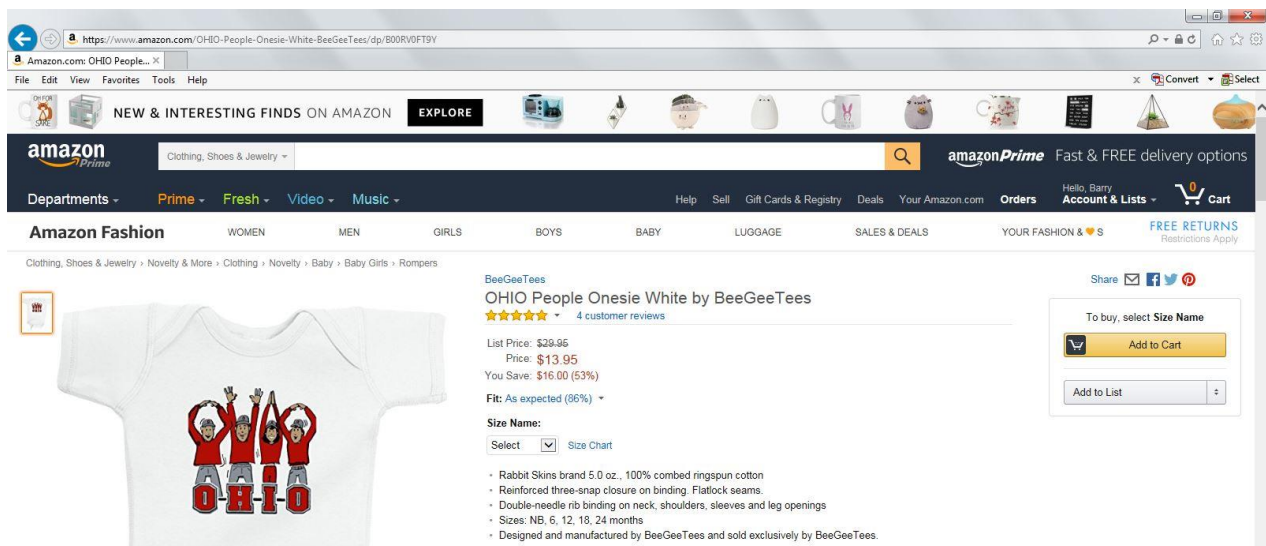 https://www.amazon.com/OHIO-People-Onesie-White-BeeGeeTees/dp/B00RV0FT9Y
Amazon.com: OHIO People...
File Edit View Favorites Tools Help
Convert Select
OH FOR
SAKE
NEW & INTERESTING FINDS ON AMAZON EXPLORE
amazon Prime
Clothing, Shoes & Jewelry
amazonPrime Fast & FREE delivery options
Departments Prime Fresh Video Music
Help Sell Gift Cards & Registry Deals Your Amazon.com Orders
Hello, Barry
Account & Lists
0 Cart
Amazon Fashion WOMEN MEN GIRLS BOYS BABY LUGGAGE SALES & DEALS YOUR FASHION & 🧡 S
FREE RETURNS
Restrictions Apply
Clothing, Shoes & Jewelry › Novelty & More › Clothing › Novelty › Baby › Baby Girls › Rompers
BeeGeeTees
OHIO People Onesie White by BeeGeeTees
4 customer reviews
List Price: $29.95
Price: $13.95
You Save: $16.00 (53%)
Fit: As expected (86%)
Size Name:
Select Size Chart
• Rabbit Skins brand 5.0 oz., 100% combed ringspun cotton
• Reinforced three-snap closure on binding. Flatlock seams.
• Double-needle rib binding on neck, shoulders, sleeves and leg openings
• Sizes: NB, 6, 12, 18, 24 months
• Designed and manufactured by BeeGeeTees and sold exclusively by BeeGeeTees.
Share
To buy, select Size Name
Add to Cart
Add to List
O-H-I-O